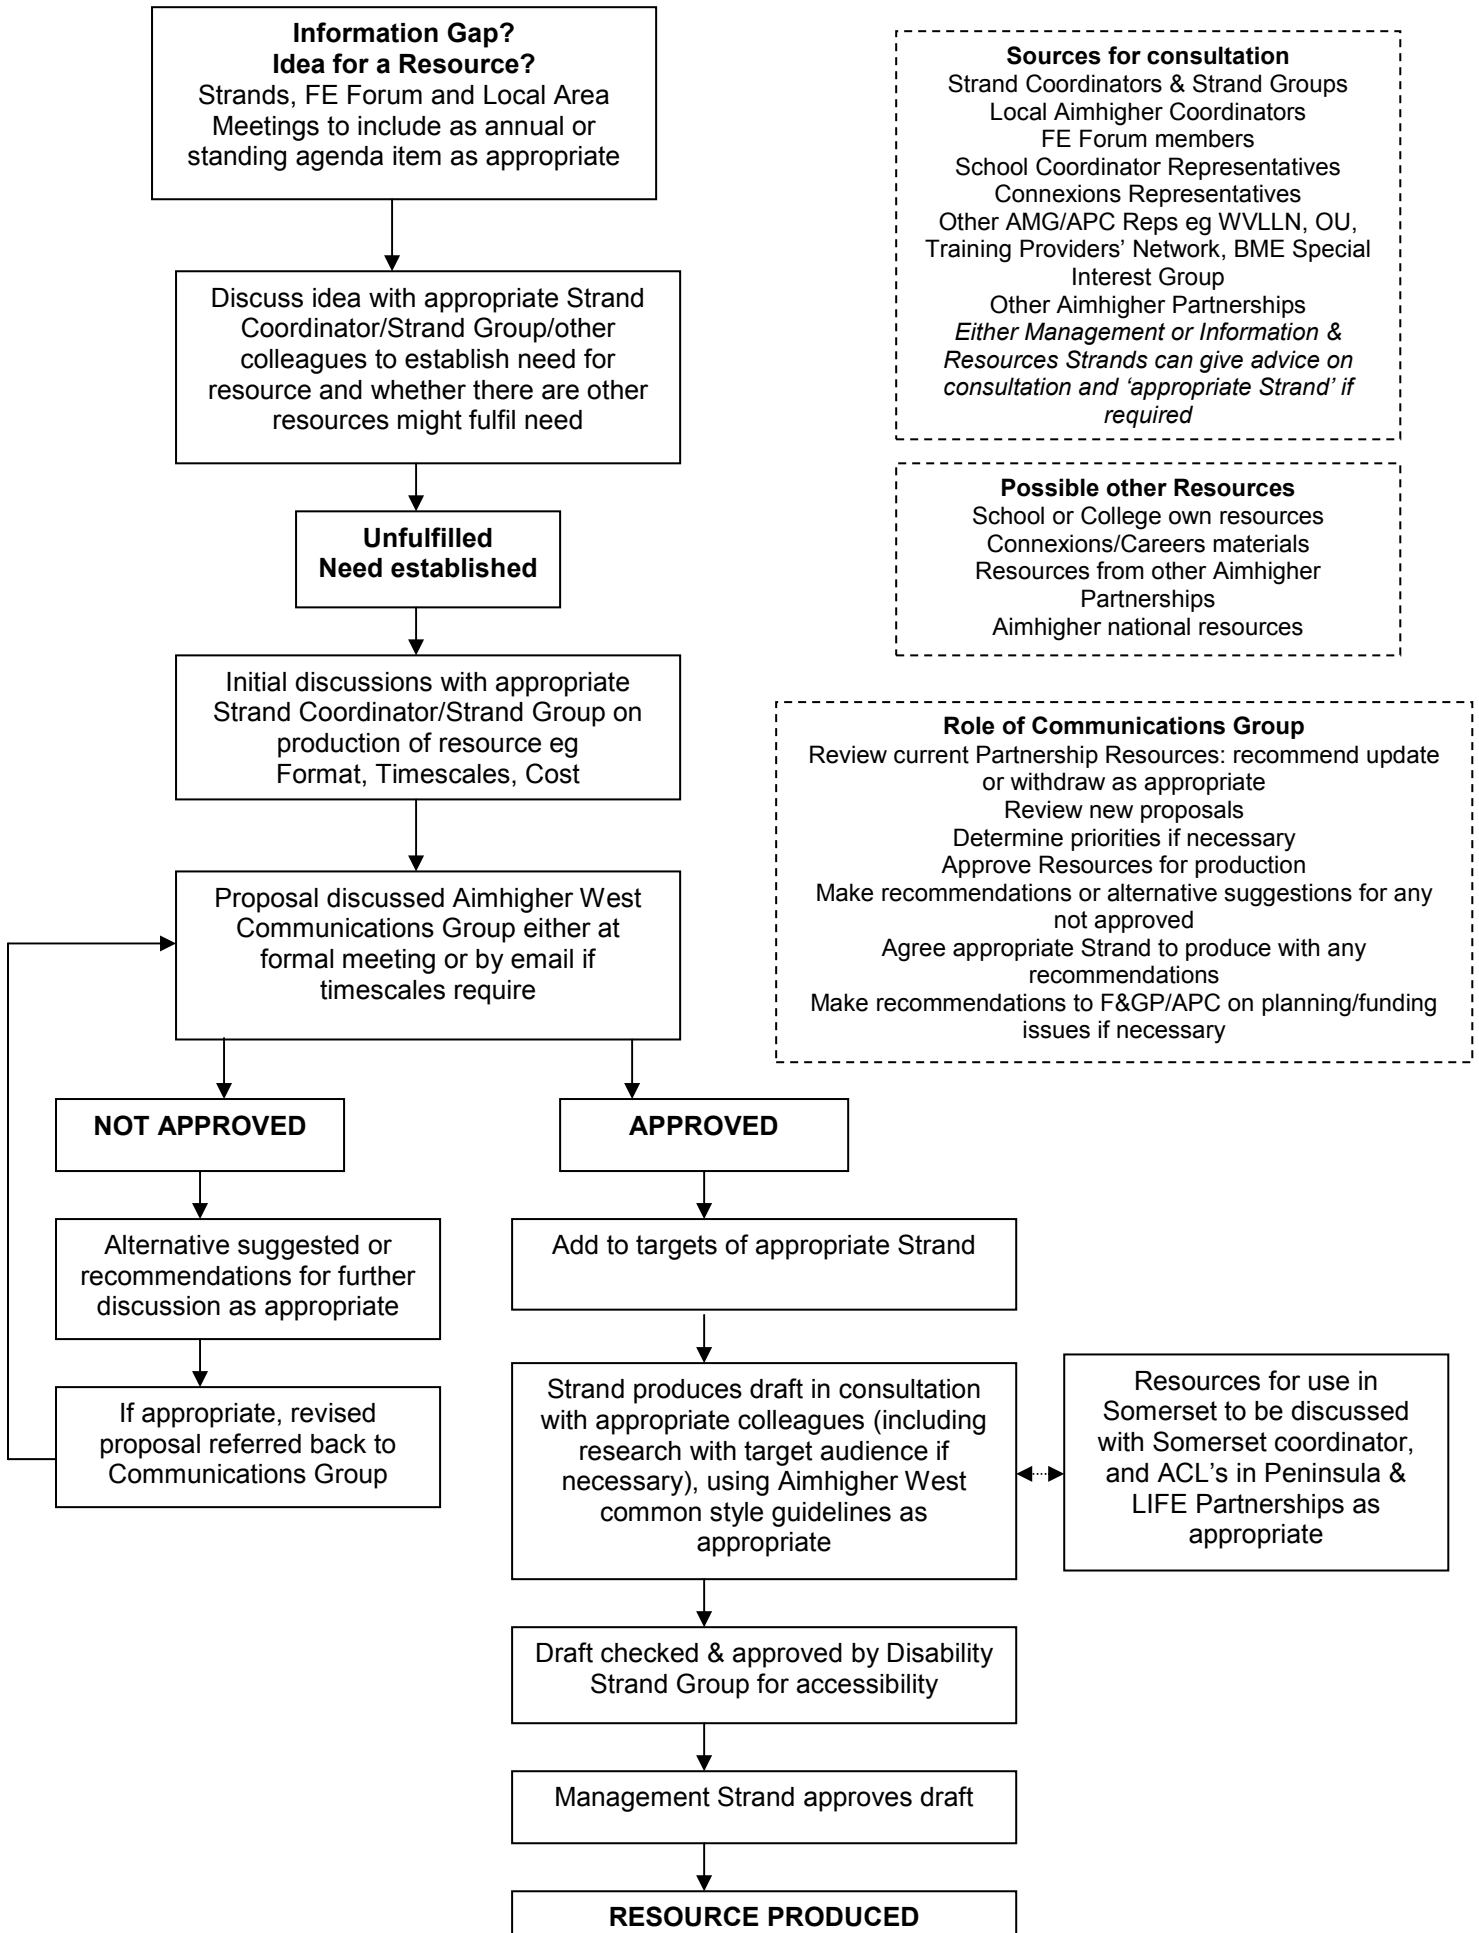 Information Gap?
Idea for a Resource?
Strands, FE Forum and Local Area
Meetings to include as annual or
standing agenda item as appropriate
Discuss idea with appropriate Strand
Coordinator/Strand Group/other
colleagues to establish need for
resource and whether there are other
resources might fulfil need
Unfulfilled
Need established
Initial discussions with appropriate
Strand Coordinator/Strand Group on
production of resource eg
Format, Timescales, Cost
Proposal discussed Aimhigher West
Communications Group either at
formal meeting or by email if
timescales require
Sources for consultation
Strand Coordinators & Strand Groups
Local Aimhigher Coordinators
FE Forum members
School Coordinator Representatives
Connexions Representatives
Other AMG/APC Reps eg WVLLN, OU,
Training Providers’ Network, BME Special
Interest Group
Other Aimhigher Partnerships
Either Management or Information &
Resources Strands can give advice on
consultation and ‘appropriate Strand’ if
required
Possible other Resources
School or College own resources
Connexions/Careers materials
Resources from other Aimhigher
Partnerships
Aimhigher national resources
Role of Communications Group
Review current Partnership Resources: recommend update
or withdraw as appropriate
Review new proposals
Determine priorities if necessary
Approve Resources for production
Make recommendations or alternative suggestions for any
not approved
Agree appropriate Strand to produce with any
recommendations
Make recommendations to F&GP/APC on planning/funding
issues if necessary
NOT APPROVED
Alternative suggested or
recommendations for further
discussion as appropriate
If appropriate, revised
proposal referred back to
Communications Group
APPROVED
Add to targets of appropriate Strand
Strand produces draft in consultation
with appropriate colleagues (including
research with target audience if
necessary), using Aimhigher West
common style guidelines as
appropriate
Resources for use in
Somerset to be discussed
with Somerset coordinator,
and ACL’s in Peninsula &
LIFE Partnerships as
appropriate
Draft checked & approved by Disability
Strand Group for accessibility
Management Strand approves draft
RESOURCE PRODUCED